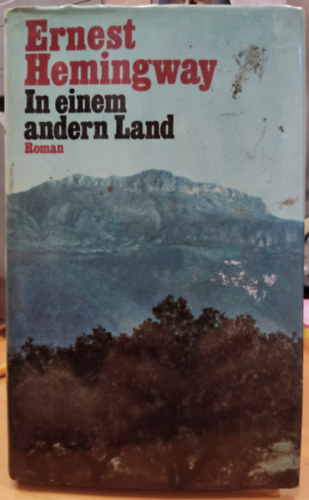 Ernest
Hemingway
In einem
andern Land
Roman